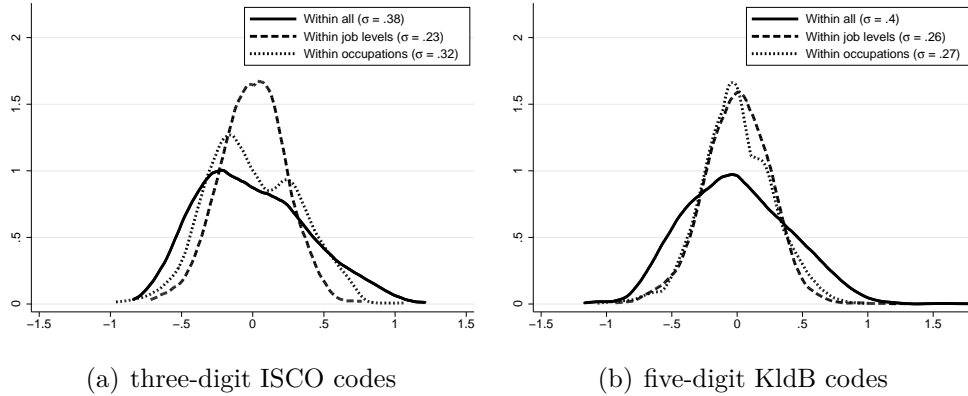 Within all (σ = .38)
Within job levels (σ = .23)
Within occupations (σ = .32)
2
1.5
1
.5
0
−1.5 −1 −.5 0 .5 1 1.5
(a) three-digit ISCO codes
Within all (σ = .4)
Within job levels (σ = .26)
Within occupations (σ = .27)
2
1.5
1
.5
0
−1.5 −1 −.5 0 .5 1 1.5
(b) five-digit KldB codes